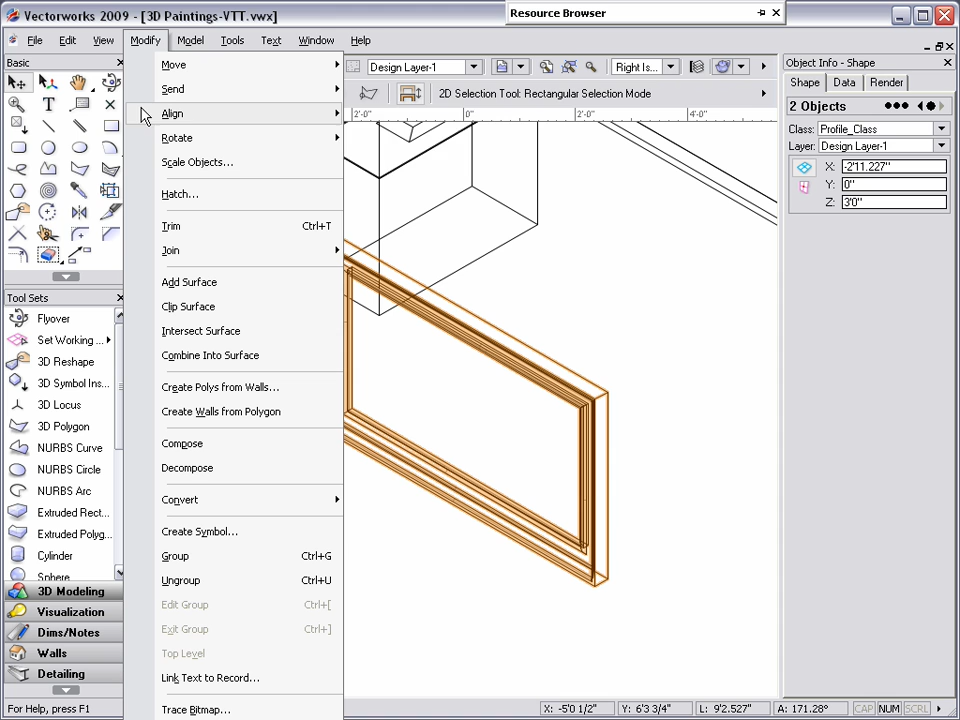 Vectorworks 2009 - [3D Paintings-VTT.vwx]
Resource Browser
File Edit View Modify Model Tools Text Window Help
Basic
Design Layer-1
Right Is...
2D Selection Tool: Rectangular Selection Mode
2'0" 0" 2'0" 4'0"
Move
Send
Align
Rotate
Scale Objects...
Hatch...
Trim Ctrl+T
Join
Add Surface
Clip Surface
Intersect Surface
Combine Into Surface
Create Polys from Walls...
Create Walls from Polygon
Compose
Decompose
Convert
Create Symbol...
Group Ctrl+G
Ungroup Ctrl+U
Edit Group Ctrl+[
Exit Group Ctrl+]
Top Level
Link Text to Record...
Trace Bitmap...
Tool Sets
Flyover
Set Working ...
3D Reshape
3D Symbol Ins...
3D Locus
3D Polygon
NURBS Curve
NURBS Circle
NURBS Arc
Extruded Rect...
Extruded Polyg...
Cylinder
Sphere
3D Modeling
Visualization
Dims/Notes
Walls
Detailing
Object Info - Shape
Shape Data Render
2 Objects
Class: Profile_Class
Layer: Design Layer-1
X: -2'11.227"
Y: 0"
Z: 3'0"
For Help, press F1
X: -5'0 1/2" Y: 6'3 3/4" L: 9'2.527" A: 171.28° CAP NUM SCRL